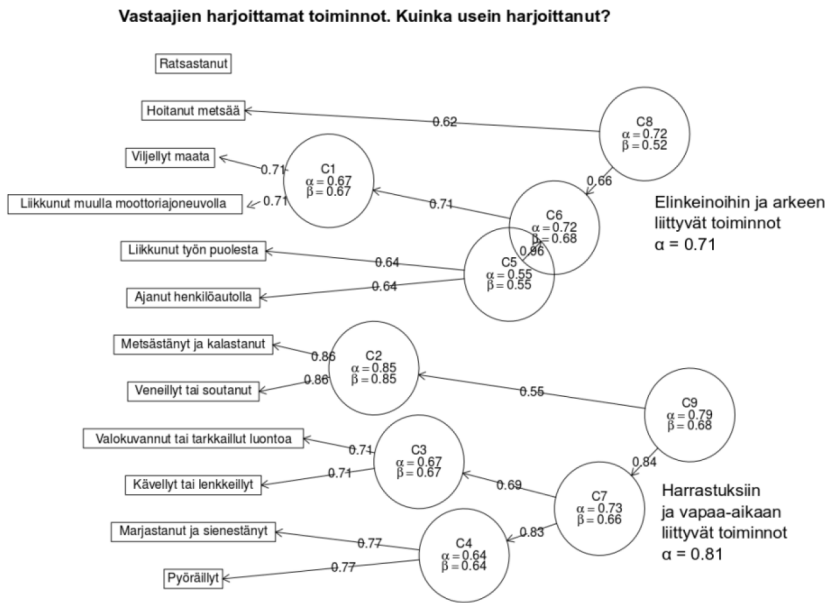 Vastaajien harjoittamat toiminnot. Kuinka usein harjoittanut?
Ratsastanut
Hoitanut metsää
0.62
C8
α = 0.72
β = 0.52
Viljellyt maata
0.71
C1
α = 0.67
β = 0.67
0.66
Liikkunut muulla moottoriajoneuvolla
0.71
0.71
C6
α = 0.72
β = 0.68
Elinkeinoihin ja arkeen
liittyvät toiminnot
α = 0.71
Liikkunut työn puolesta
0.64
0.96
C5
α = 0.55
β = 0.55
Ajanut henkilöautolla
0.64
Metsästänyt ja kalastanut
0.86
C2
α = 0.85
β = 0.85
Veneillyt tai soutanut
0.86
0.55
C9
α = 0.79
β = 0.68
Valokuvannut tai tarkkaillut luontoa
0.71
C3
α = 0.67
β = 0.67
0.84
Kävellyt tai lenkkeillyt
0.71
0.69
C7
α = 0.73
β = 0.66
Harrastuksiin
ja vapaa-aikaan
liittyvät toiminnot
α = 0.81
Marjastanut ja sienestänyt
0.77
C4
α = 0.64
β = 0.64
0.83
Pyöräillyt
0.77